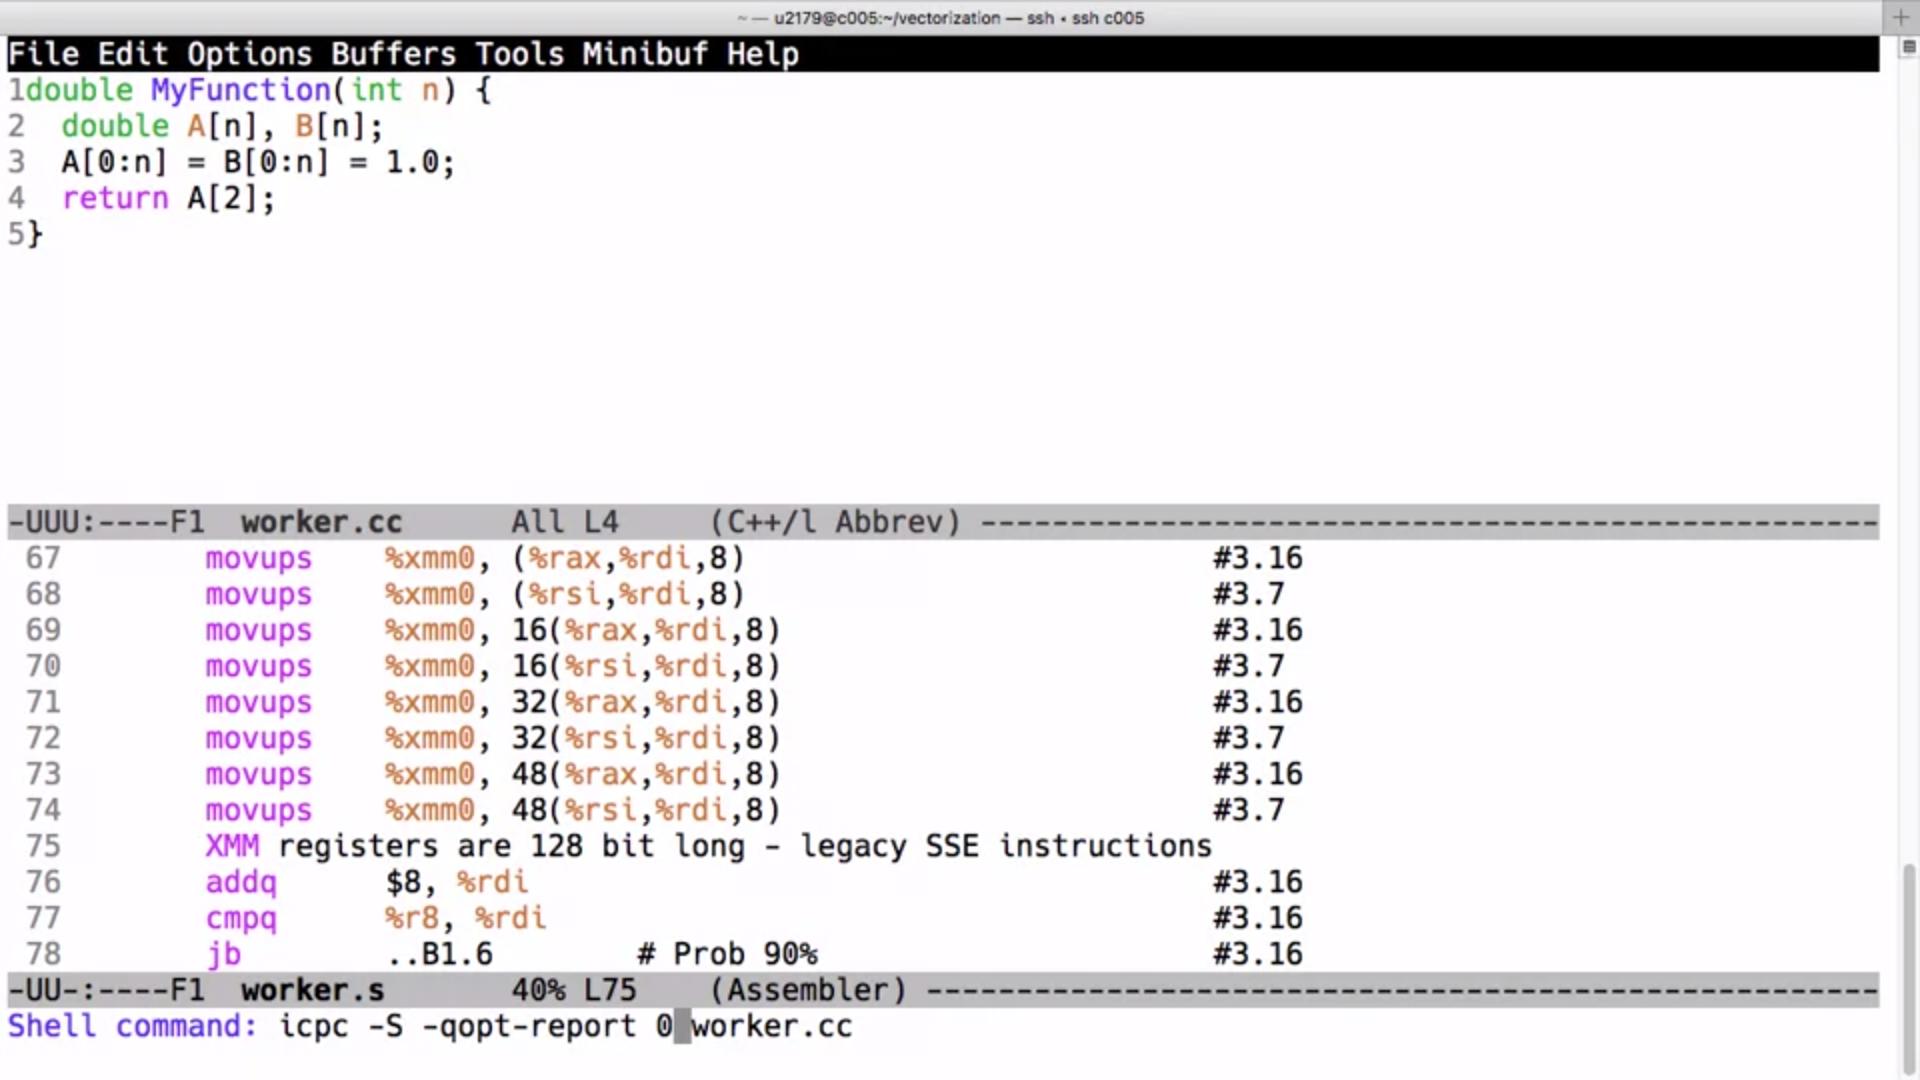 ~ — u2179@c005:~/vectorization — ssh • ssh c005
File Edit Options Buffers Tools Minibuf Help
1double MyFunction(int n) {
2  double A[n], B[n];
3  A[0:n] = B[0:n] = 1.0;
4  return A[2];
5}
-UUU:----F1  worker.cc      All L4     (C++/l Abbrev) --------------------------------------------------
67        movups    %xmm0, (%rax,%rdi,8)                          #3.16
68        movups    %xmm0, (%rsi,%rdi,8)                          #3.7
69        movups    %xmm0, 16(%rax,%rdi,8)                        #3.16
70        movups    %xmm0, 16(%rsi,%rdi,8)                        #3.7
71        movups    %xmm0, 32(%rax,%rdi,8)                        #3.16
72        movups    %xmm0, 32(%rsi,%rdi,8)                        #3.7
73        movups    %xmm0, 48(%rax,%rdi,8)                        #3.16
74        movups    %xmm0, 48(%rsi,%rdi,8)                        #3.7
75        XMM registers are 128 bit long - legacy SSE instructions
76        addq      $8, %rdi                                      #3.16
77        cmpq      %r8, %rdi                                     #3.16
78        jb        ..B1.6        # Prob 90%                      #3.16
-UU-:----F1  worker.s       40% L75    (Assembler) -----------------------------------------------------
Shell command: icpc -S -qopt-report 0 worker.cc